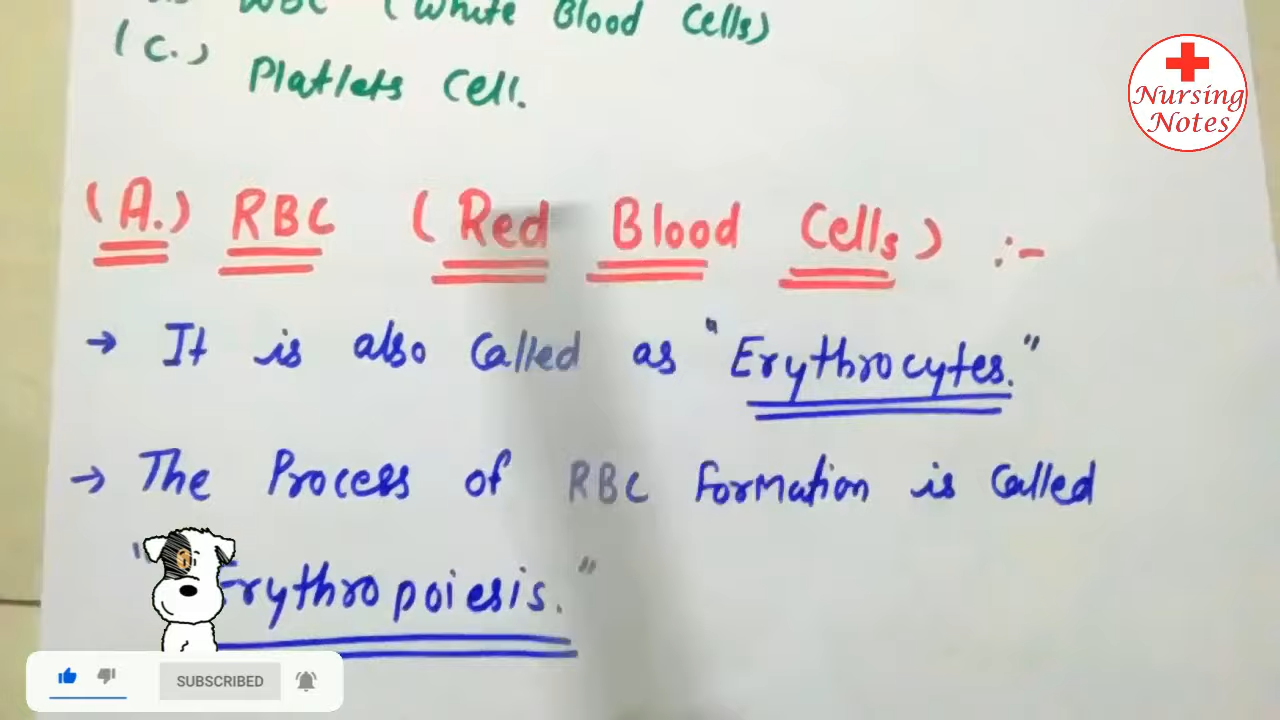 WBC (White Blood Cells)
(C.) Platlets Cell.
Nursing
Notes
(A.) RBC (Red Blood Cells) :-
→ It is also Called as "Erythrocytes."
→ The Process of RBC Formation is Called
"Erythropoiesis."
SUBSCRIBED